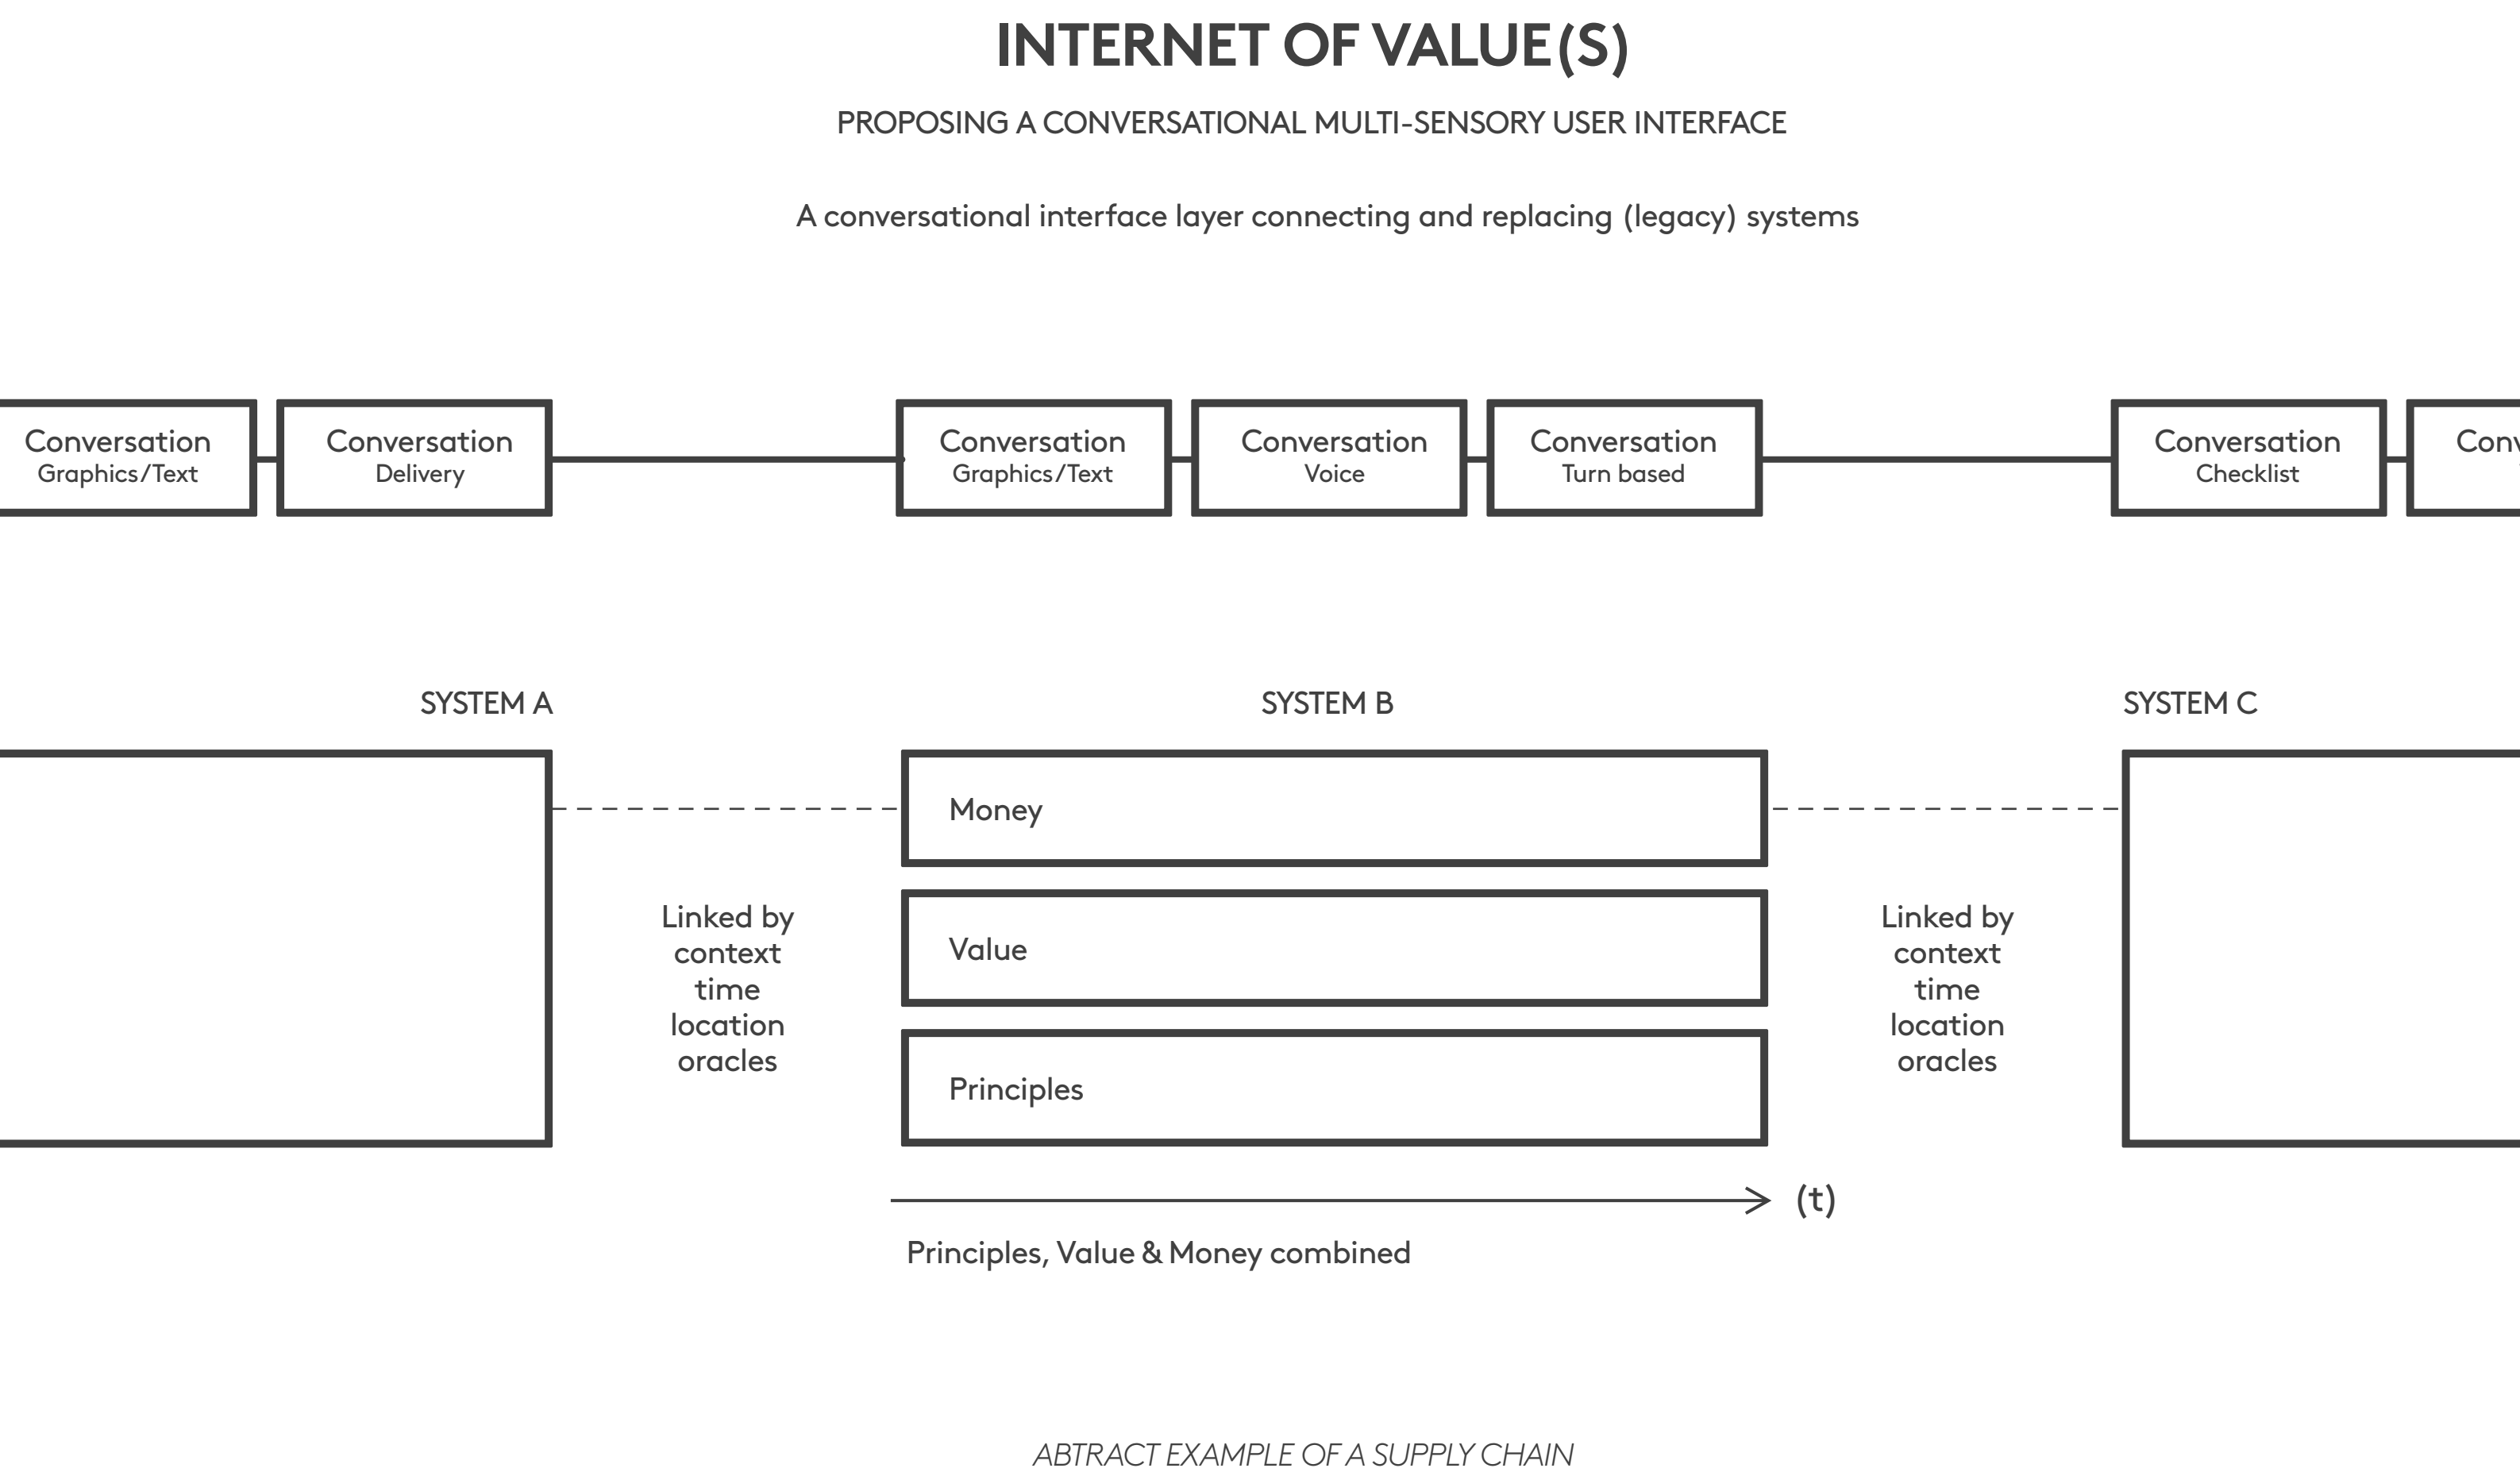 INTERNET OF VALUE(S)
PROPOSING A CONVERSATIONAL MULTI-SENSORY USER INTERFACE
A conversational interface layer connecting and replacing (legacy) systems
Conversation
Graphics/Text
Conversation
Delivery
Conversation
Graphics/Text
Conversation
Voice
Conversation
Turn based
Conversation
Checklist
SYSTEM A
SYSTEM B
SYSTEM C
Money
Value
Principles
Linked by
context
time
location
oracles
Linked by
context
time
location
oracles
(t)
Principles, Value & Money combined
ABTRACT EXAMPLE OF A SUPPLY CHAIN